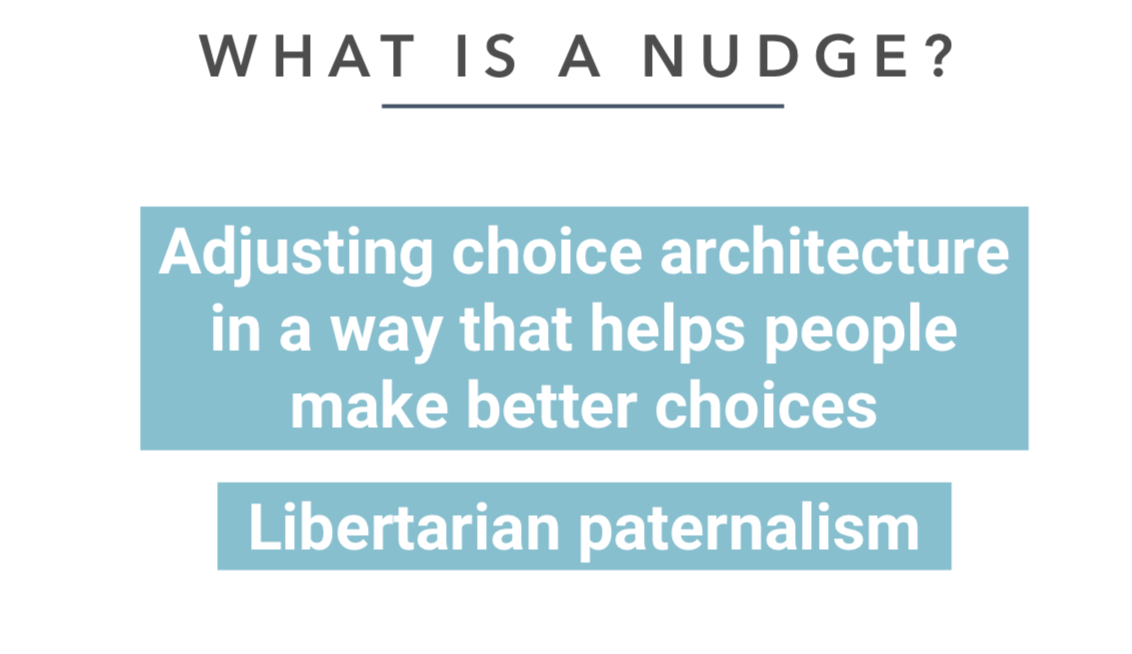 WHAT IS A NUDGE?
Adjusting choice architecture
in a way that helps people
make better choices
Libertarian paternalism